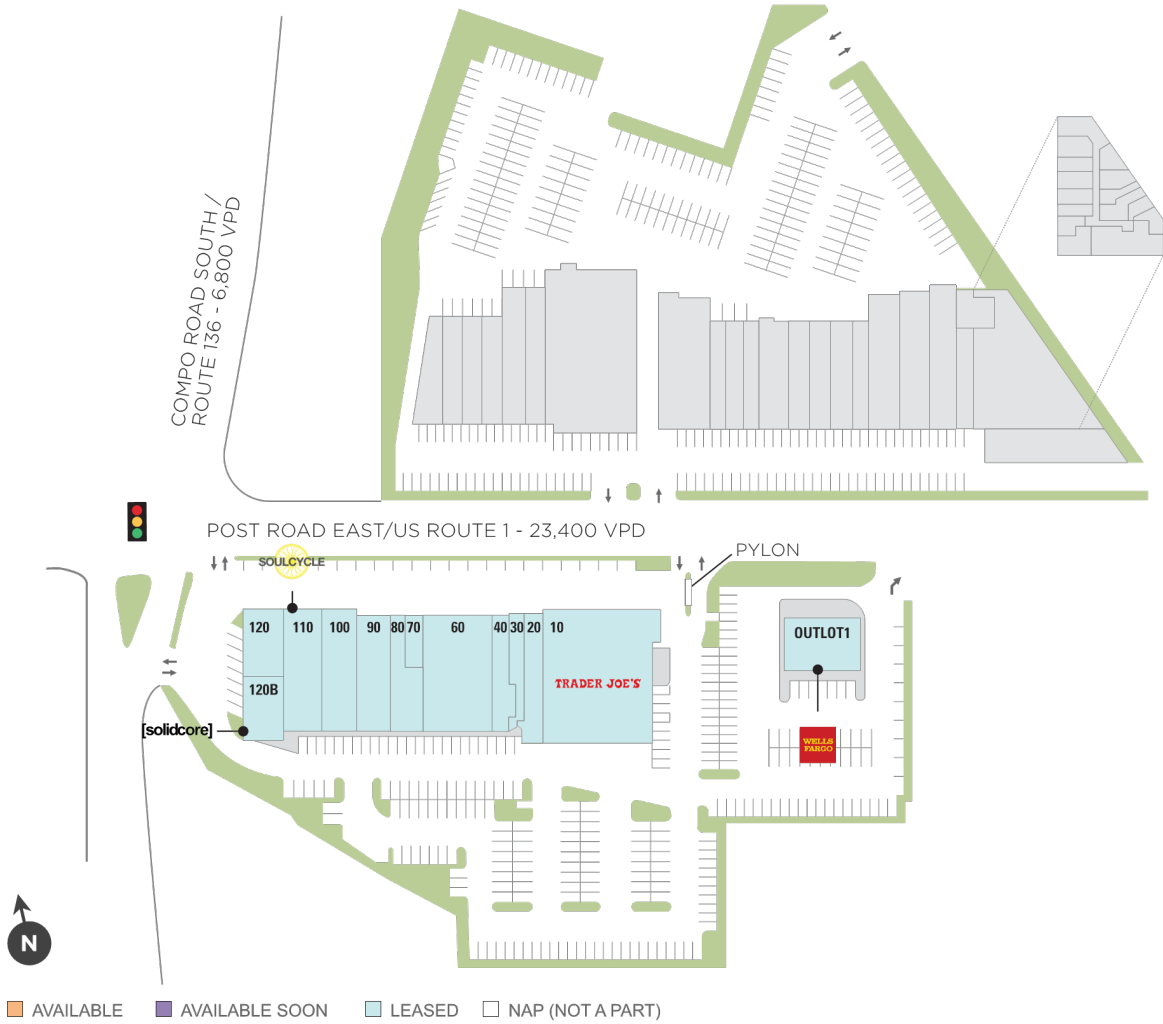 COMPO ROAD SOUTH /
ROUTE 136 - 6,800 VPD
POST ROAD EAST/US ROUTE 1 - 23,400 VPD
SOULCYCLE
PYLON
120
110
100
90
80
70
60
40
30
20
10
OUTLOT1
TRADER JOE'S
120B
[solidcore]
WELLS
FARGO
N
AVAILABLE
AVAILABLE SOON
LEASED
NAP (NOT A PART)